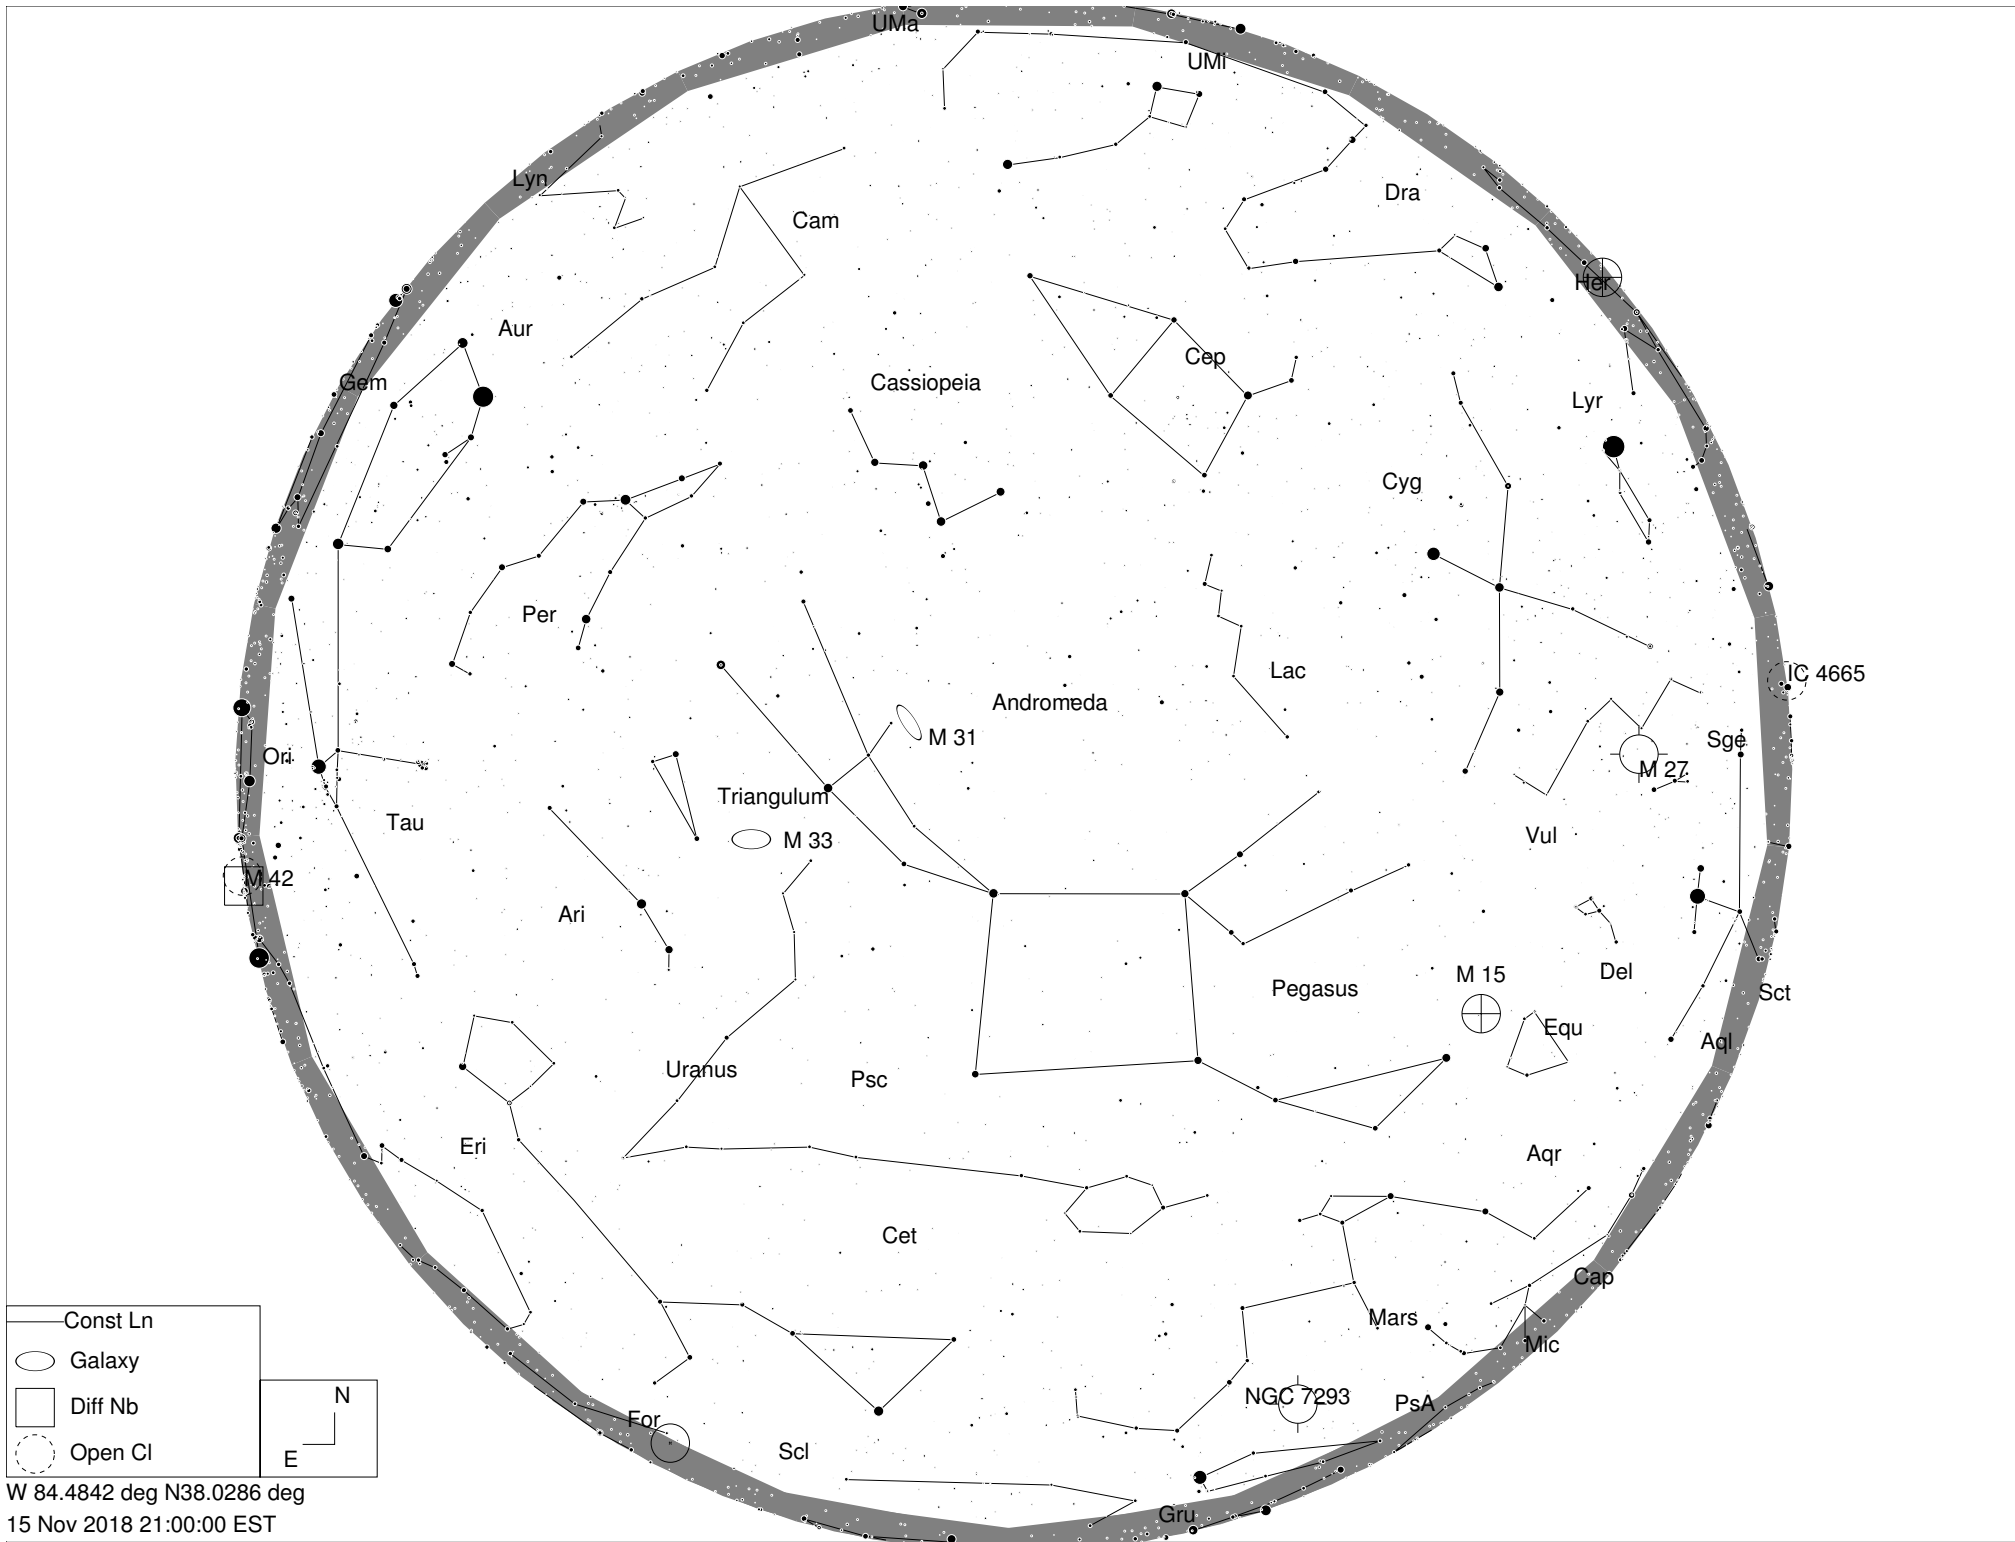 UMa
UMi
Lyn
Dra
Cam
Her
Aur
Cep
Gem
Cassiopeia
Lyr
Cyg
Per
Lac
IC 4665
Andromeda
M 31
Ori
Sge
M 27
Triangulum
Tau
M 33
Vul
M 42
Ari
Del
M 15
Pegasus
Sct
Equ
Aql
Uranus
Psc
Eri
Aqr
Cet
Cap
Mars
Mic
NGC 7293
PsA
For
Scl
Gru
Const Ln
Galaxy
Diff Nb
Open Cl
N
E
W 84.4842 deg N38.0286 deg
15 Nov 2018 21:00:00 EST